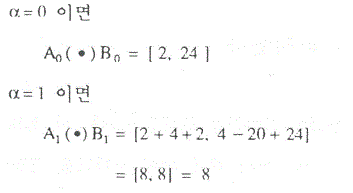 α=0 이면
A₀(•)B₀ = [2, 24]
α=1 이면
A₁(•)B₁ = [2+4+2, 4-20+24]
= [8, 8] = 8